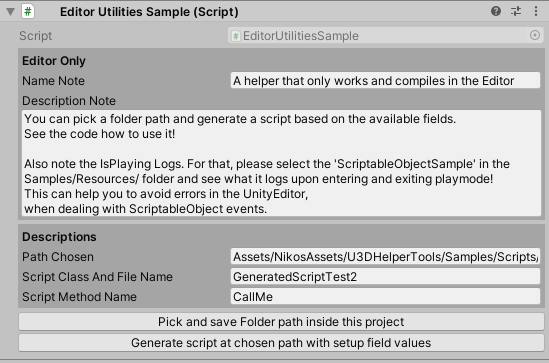 Editor Utilities Sample (Script)
Script EditorUtilitiesSample
Editor Only
Name Note A helper that only works and compiles in the Editor
Description Note
You can pick a folder path and generate a script based on the available fields.
See the code how to use it!
Also note the IsPlaying Logs. For that, please select the 'ScriptableObjectSample' in the
Samples/Resources/ folder and see what it logs upon entering and exiting playmode!
This can help you to avoid errors in the UnityEditor,
when dealing with ScriptableObject events.
Descriptions
Path Chosen Assets/NikosAssets/U3DHelperTools/Samples/Scripts/
Script Class And File Name GeneratedScriptTest2
Script Method Name CallMe
Pick and save Folder path inside this project
Generate script at chosen path with setup field values